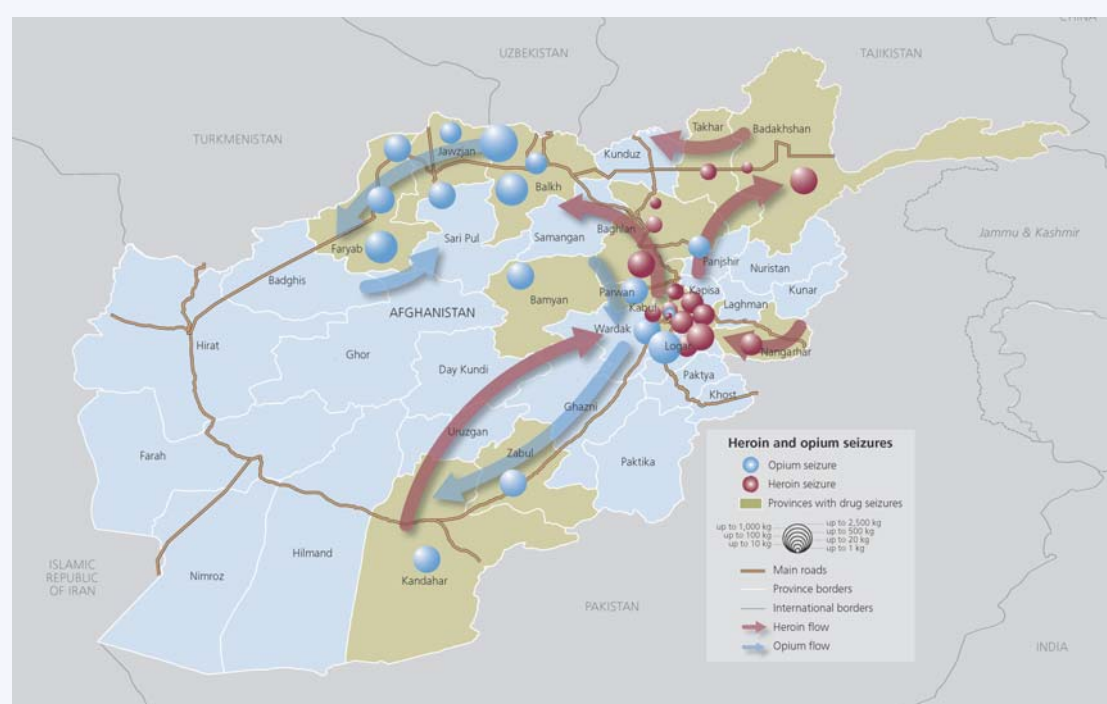 CHINA
UZBEKISTAN
TAJIKISTAN
TURKMENISTAN
Takhar
Badakhshan
Jawzjan
Kunduz
Balkh
Baghlan
Jammu & Kashmir
Sari Pul
Samangan
Faryab
Panjshir
Nuristan
Badghis
Bamyan
Parwan
Kapisa
Kunar
Laghman
Kabul
AFGHANISTAN
Wardak
Hirat
Logar
Nangarhar
Ghor
Day Kundi
Paktya
Khost
Ghazni
Uruzgan
Farah
Zabul
Paktika
Hilmand
Nimroz
Kandahar
ISLAMIC
REPUBLIC
OF IRAN
PAKISTAN
INDIA
Heroin and opium seizures
Opium seizure
Heroin seizure
Provinces with drug seizures
up to 2,500 kg
up to 1,000 kg
up to 500 kg
up to 100 kg
up to 20 kg
up to 10 kg
up to 1 kg
Main roads
Province borders
International borders
Heroin flow
Opium flow